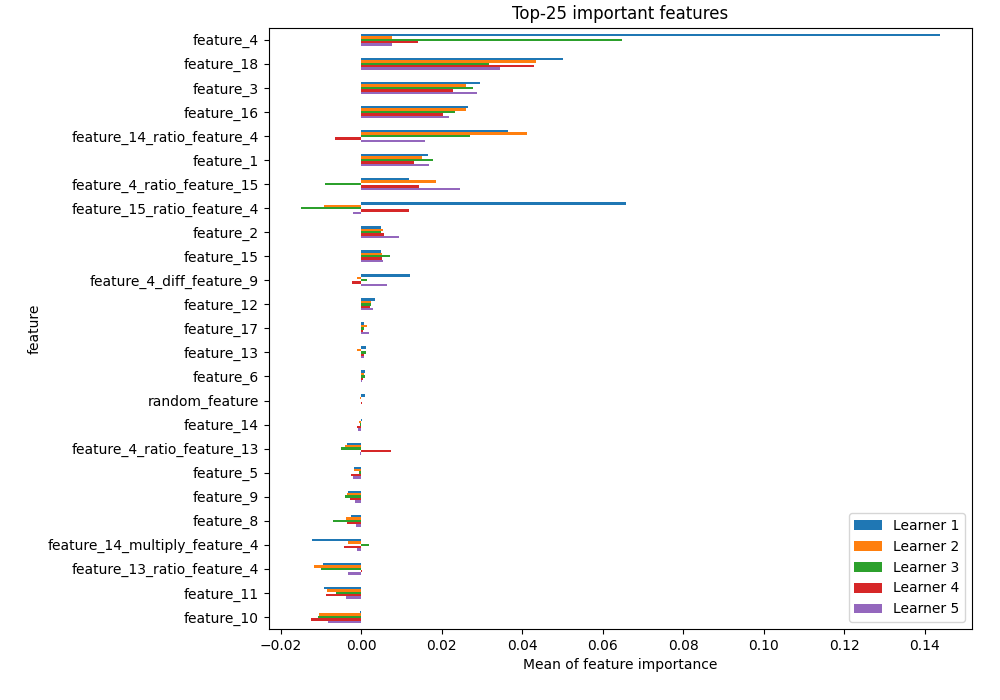 Top-25 important features
feature_4
feature_18
feature_3
feature_16
feature_14_ratio_feature_4
feature_1
feature_4_ratio_feature_15
feature_15_ratio_feature_4
feature_2
feature_15
feature_4_diff_feature_9
feature_12
feature_17
feature_13
feature_6
random_feature
feature_14
feature_4_ratio_feature_13
feature_5
feature_9
feature_8
feature_14_multiply_feature_4
feature_13_ratio_feature_4
feature_11
feature_10
feature
Learner 1
Learner 2
Learner 3
Learner 4
Learner 5
−0.02 0.00 0.02 0.04 0.06 0.08 0.10 0.12 0.14
Mean of feature importance